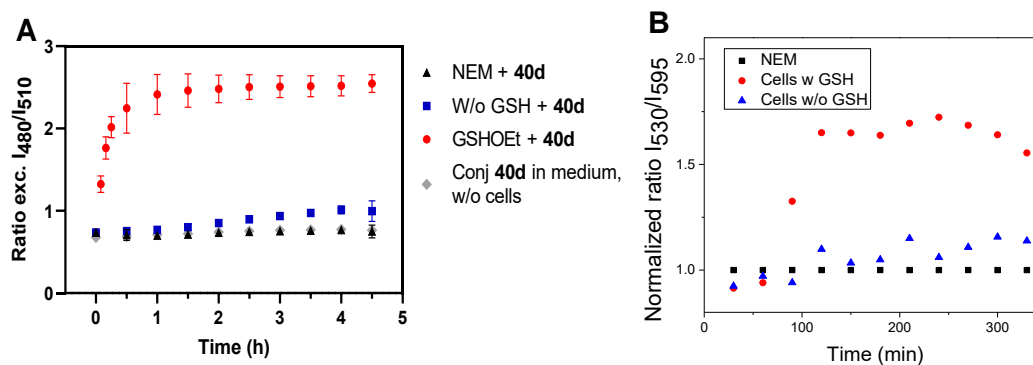 A
Ratio exc. I480/I510
3
2
1
0
0 1 2 3 4 5
Time (h)
NEM + 40d
W/o GSH + 40d
GSHOEt + 40d
Conj 40d in medium,
w/o cells
B
Normalized ratio I530/I595
2.0
1.5
1.0
0 100 200 300
Time (min)
NEM
Cells w GSH
Cells w/o GSH